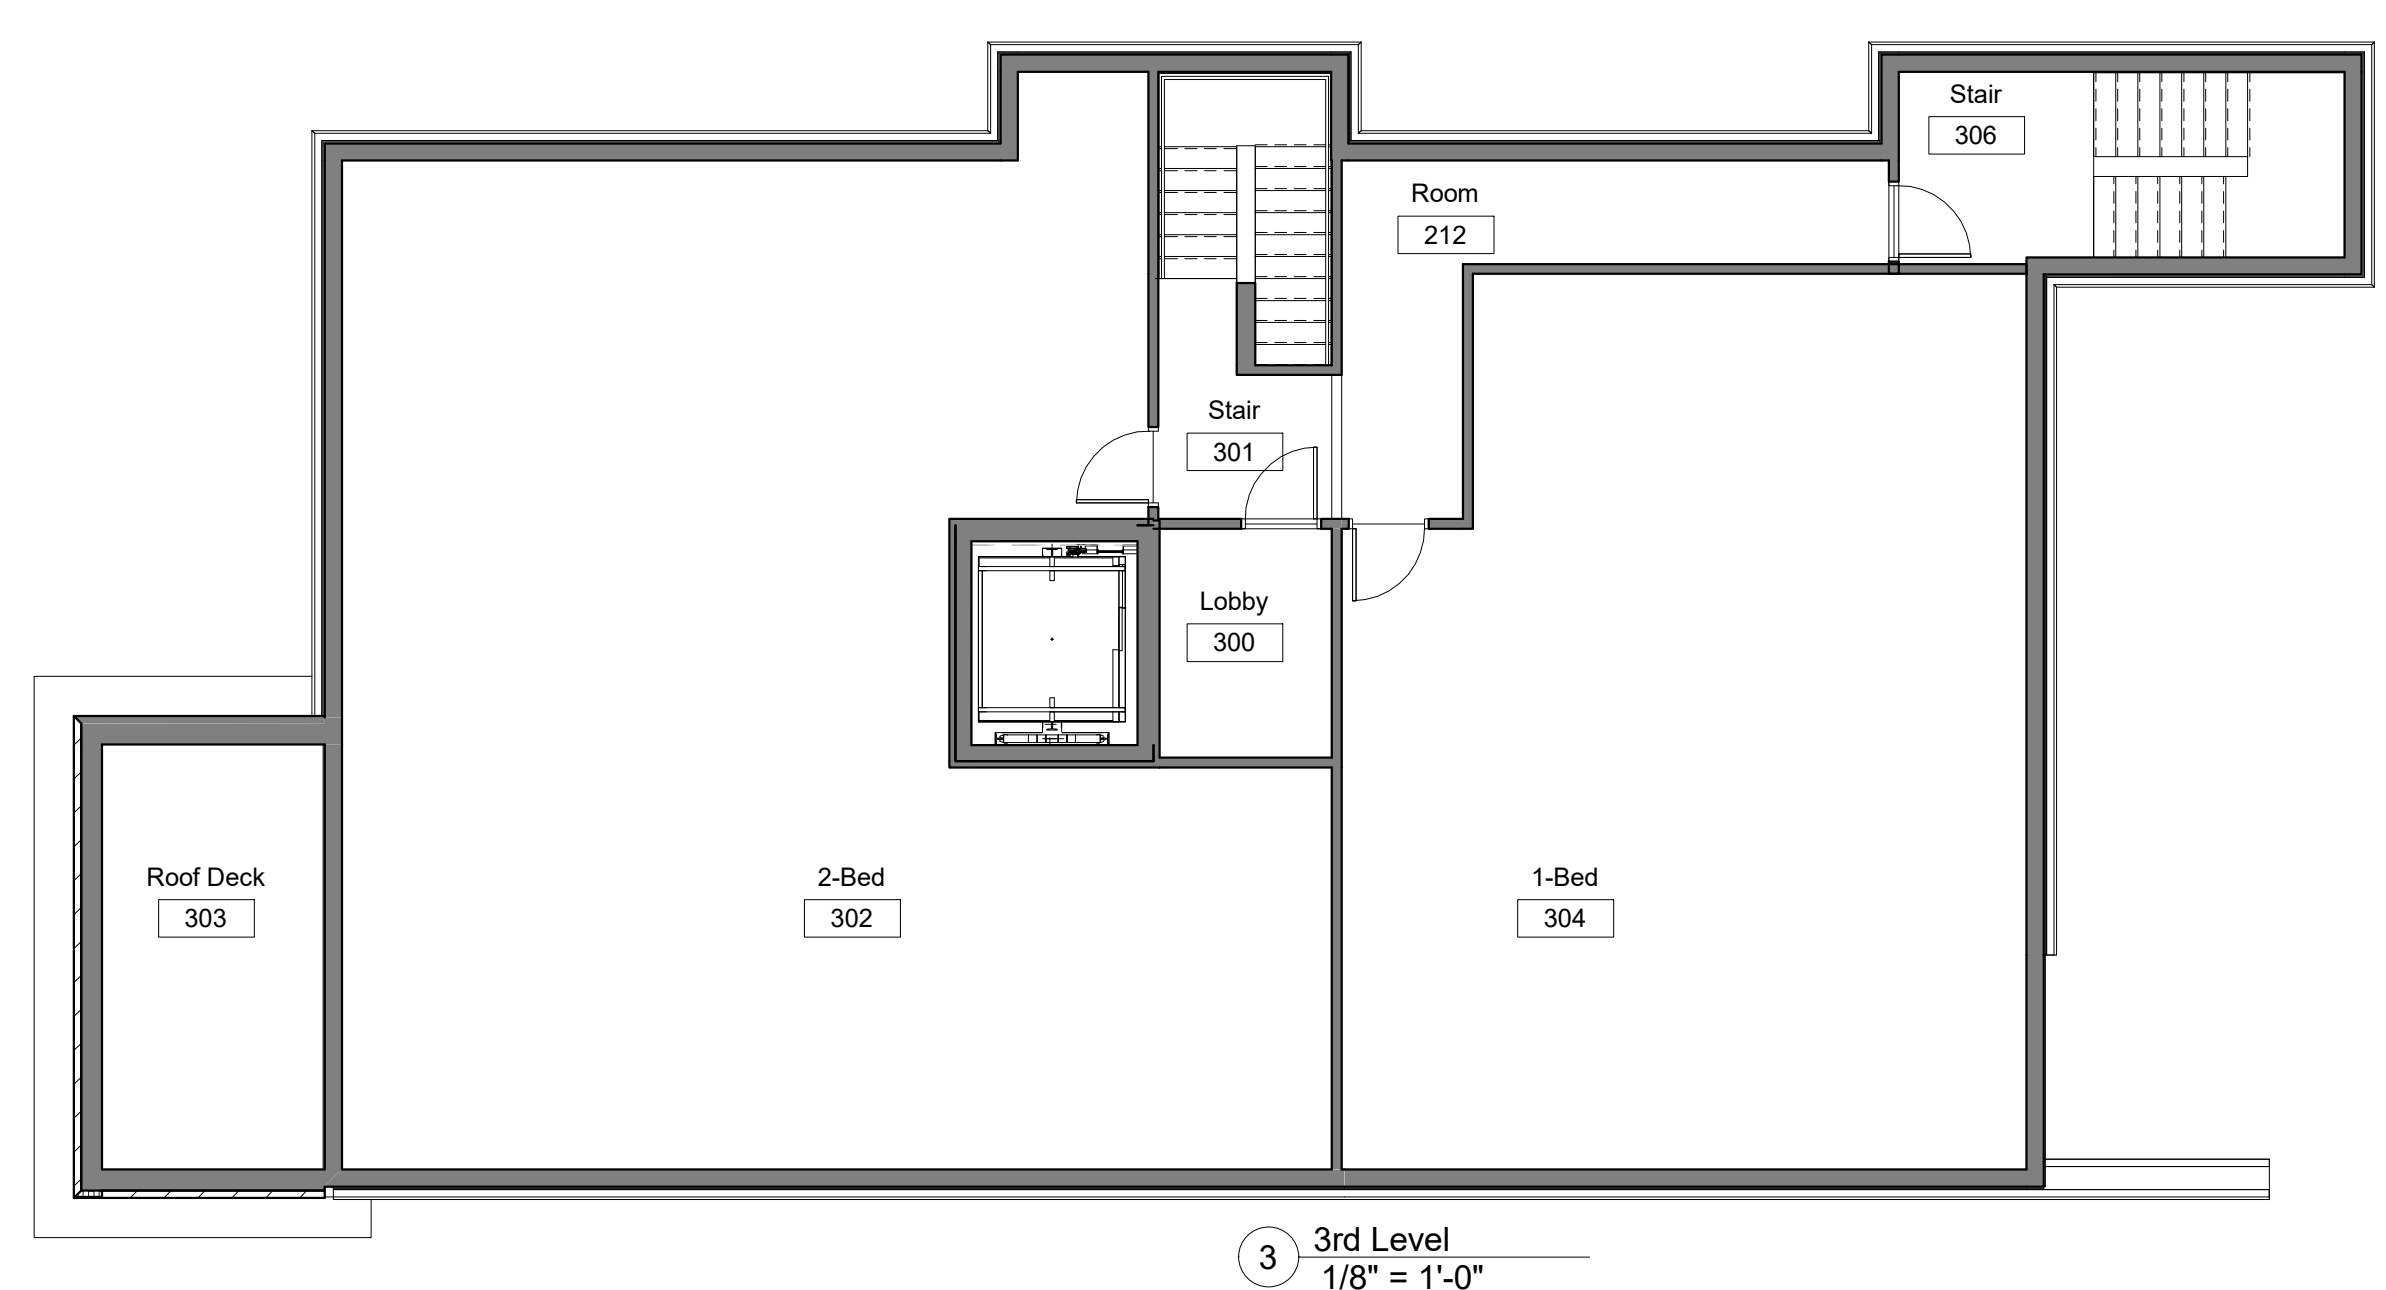 Stair
306
Room
212
Stair
301
Lobby
300
Roof Deck
303
2-Bed
302
1-Bed
304
3
3rd Level
1/8" = 1'-0"